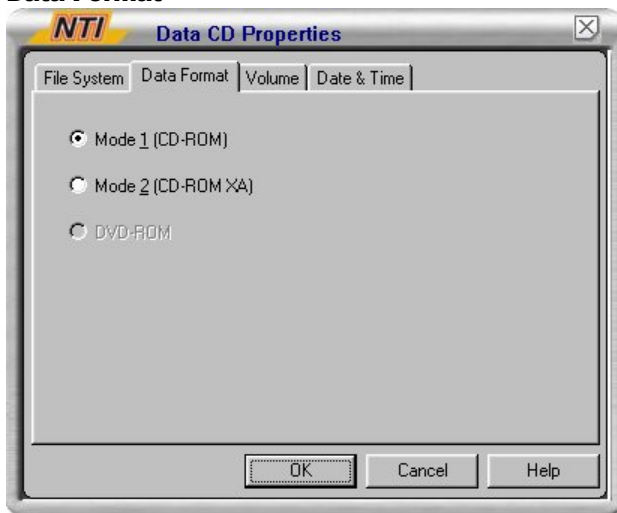 Data Format
NTI Data CD Properties
File System Data Format Volume Date & Time
Mode 1 (CD-ROM)
Mode 2 (CD-ROM XA)
DVD-ROM
OK Cancel Help